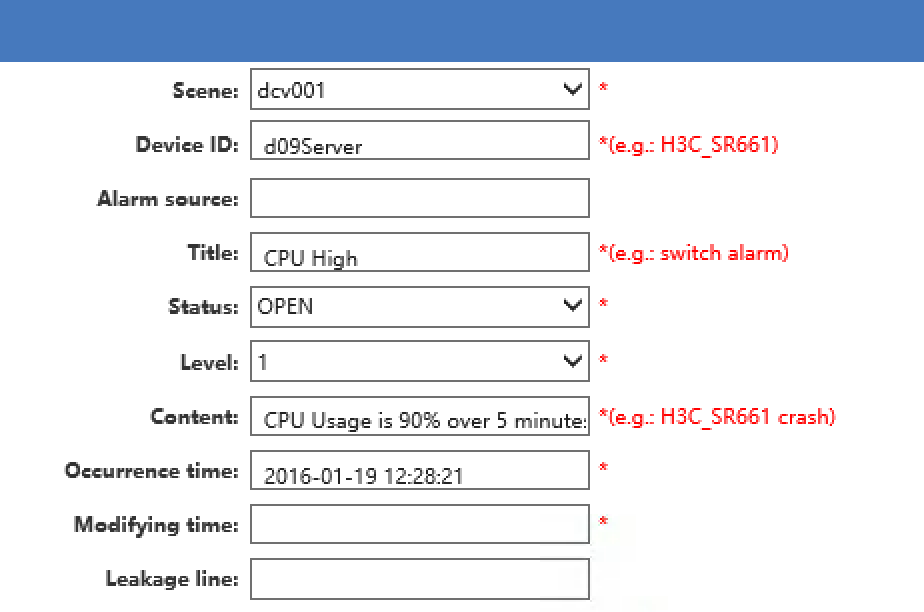 Scene: dcv001 *
Device ID: d09Server *(e.g.: H3C_SR661)
Alarm source:
Title: CPU High *(e.g.: switch alarm)
Status: OPEN *
Level: 1 *
Content: CPU Usage is 90% over 5 minute: *(e.g.: H3C_SR661 crash)
Occurrence time: 2016-01-19 12:28:21 *
Modifying time: *
Leakage line: